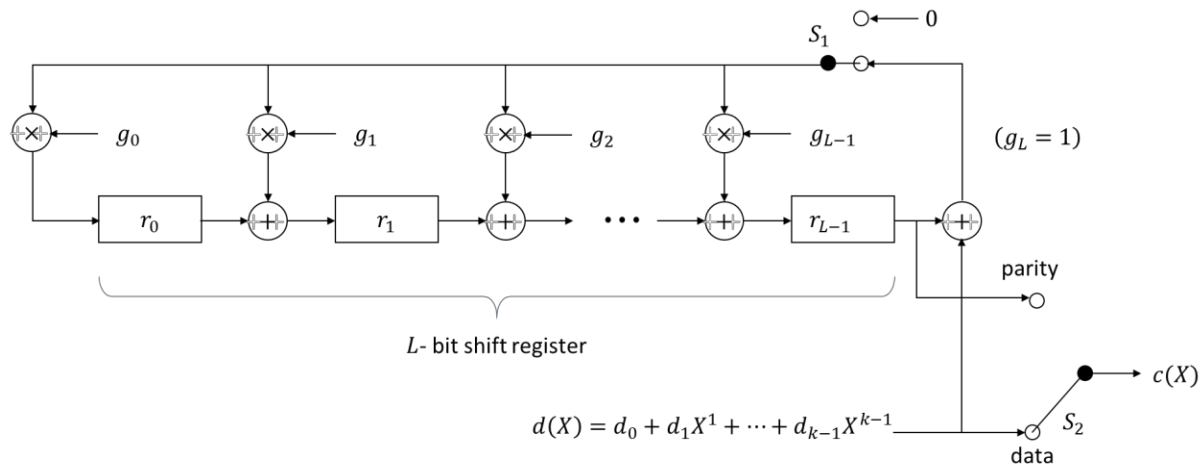 0
S₁
g₀
g₁
g₂
g_{L−1}
(g_L = 1)
r₀
r₁
⋯
r_{L−1}
parity
L- bit shift register
c(X)
d(X) = d₀ + d₁X¹ + ⋯ + d_{k−1}X^{k−1}
S₂
data